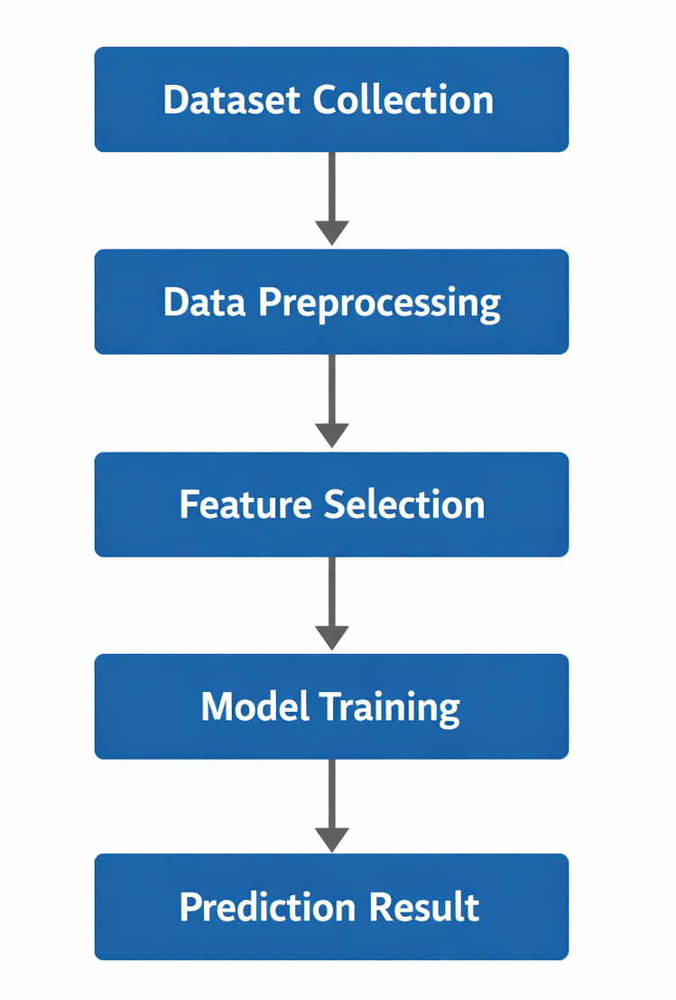 Dataset Collection
Data Preprocessing
Feature Selection
Model Training
Prediction Result